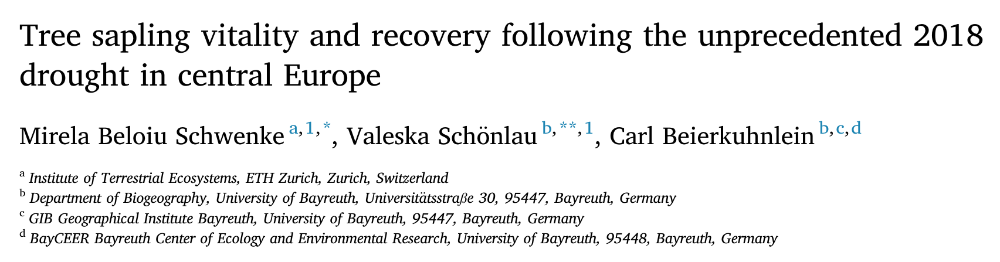 Tree sapling vitality and recovery following the unprecedented 2018
drought in central Europe
Mirela Beloiu Schwenke a,1,*, Valeska Schönlau b,**,1, Carl Beierkuhnlein b,c,d
a Institute of Terrestrial Ecosystems, ETH Zurich, Zurich, Switzerland
b Department of Biogeography, University of Bayreuth, Universitätsstraße 30, 95447, Bayreuth, Germany
c GIB Geographical Institute Bayreuth, University of Bayreuth, 95447, Bayreuth, Germany
d BayCEER Bayreuth Center of Ecology and Environmental Research, University of Bayreuth, 95448, Bayreuth, Germany